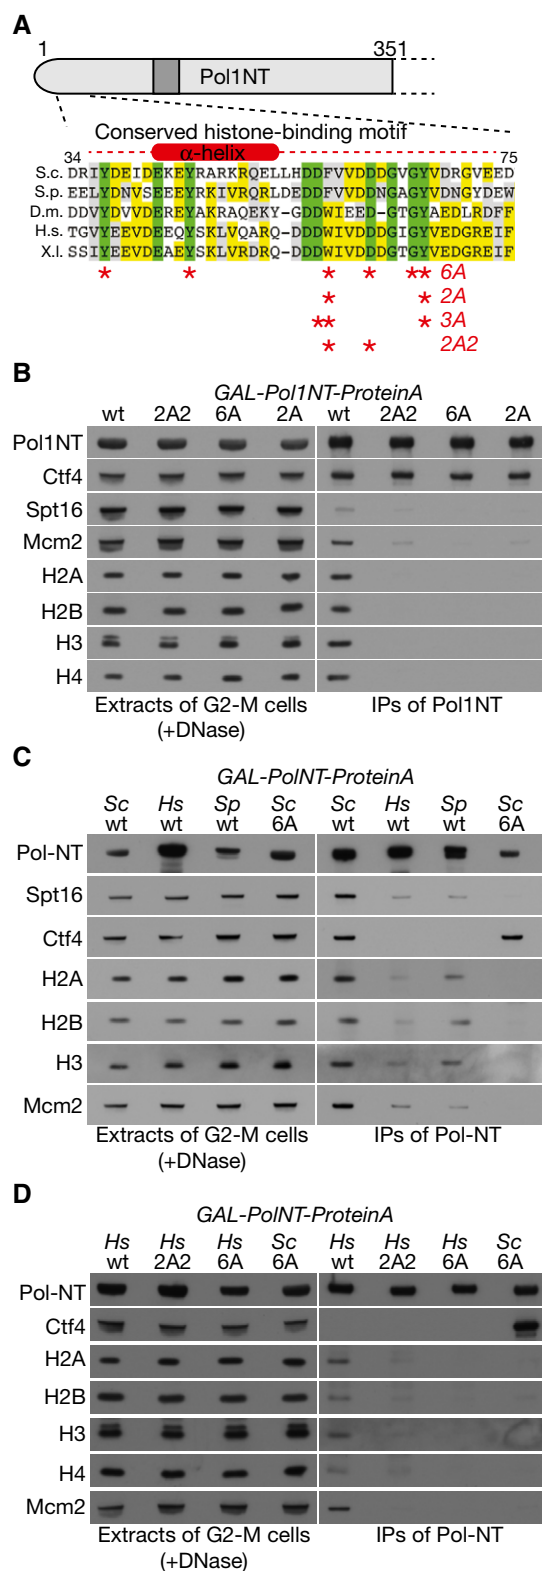 A
1 351
Pol1NT
Conserved histone-binding motif
34 α-helix 75
S.c. DRIYDEIDEKEYRARKRQELLHDDFVVDDDGVGYVDRGVEED
S.p. ELYDNVSEEEYRKIVRQRLDEDDFVVDDNGAGYVDNGYDEW
D.m. DDVYDVVDEREYAKRAQEKY-GDDWIEED-GTGYAEDLRDFF
H.s. TGVYEEVDEEQYSKLVQARQ-DDDWIVDDDGIGYVEDGREIF
X.l. SSIYEEVDEAEYSKLVRDRQ-DDDWIVDDDGTGYVEDGREIF
* * * * ** 6A
* * 2A
** * 3A
* * 2A2
B
GAL-Pol1NT-ProteinA
wt 2A2 6A 2A wt 2A2 6A 2A
Pol1NT
Ctf4
Spt16
Mcm2
H2A
H2B
H3
H4
Extracts of G2-M cells IPs of Pol1NT
(+DNase)
C
GAL-PolNT-ProteinA
Sc Hs Sp Sc Sc Hs Sp Sc
wt wt wt 6A wt wt wt 6A
Pol-NT
Spt16
Ctf4
H2A
H2B
H3
Mcm2
Extracts of G2-M cells IPs of Pol-NT
(+DNase)
D
GAL-PolNT-ProteinA
Hs Hs Hs Sc Hs Hs Hs Sc
wt 2A2 6A 6A wt 2A2 6A 6A
Pol-NT
Ctf4
H2A
H2B
H3
H4
Mcm2
Extracts of G2-M cells IPs of Pol-NT
(+DNase)